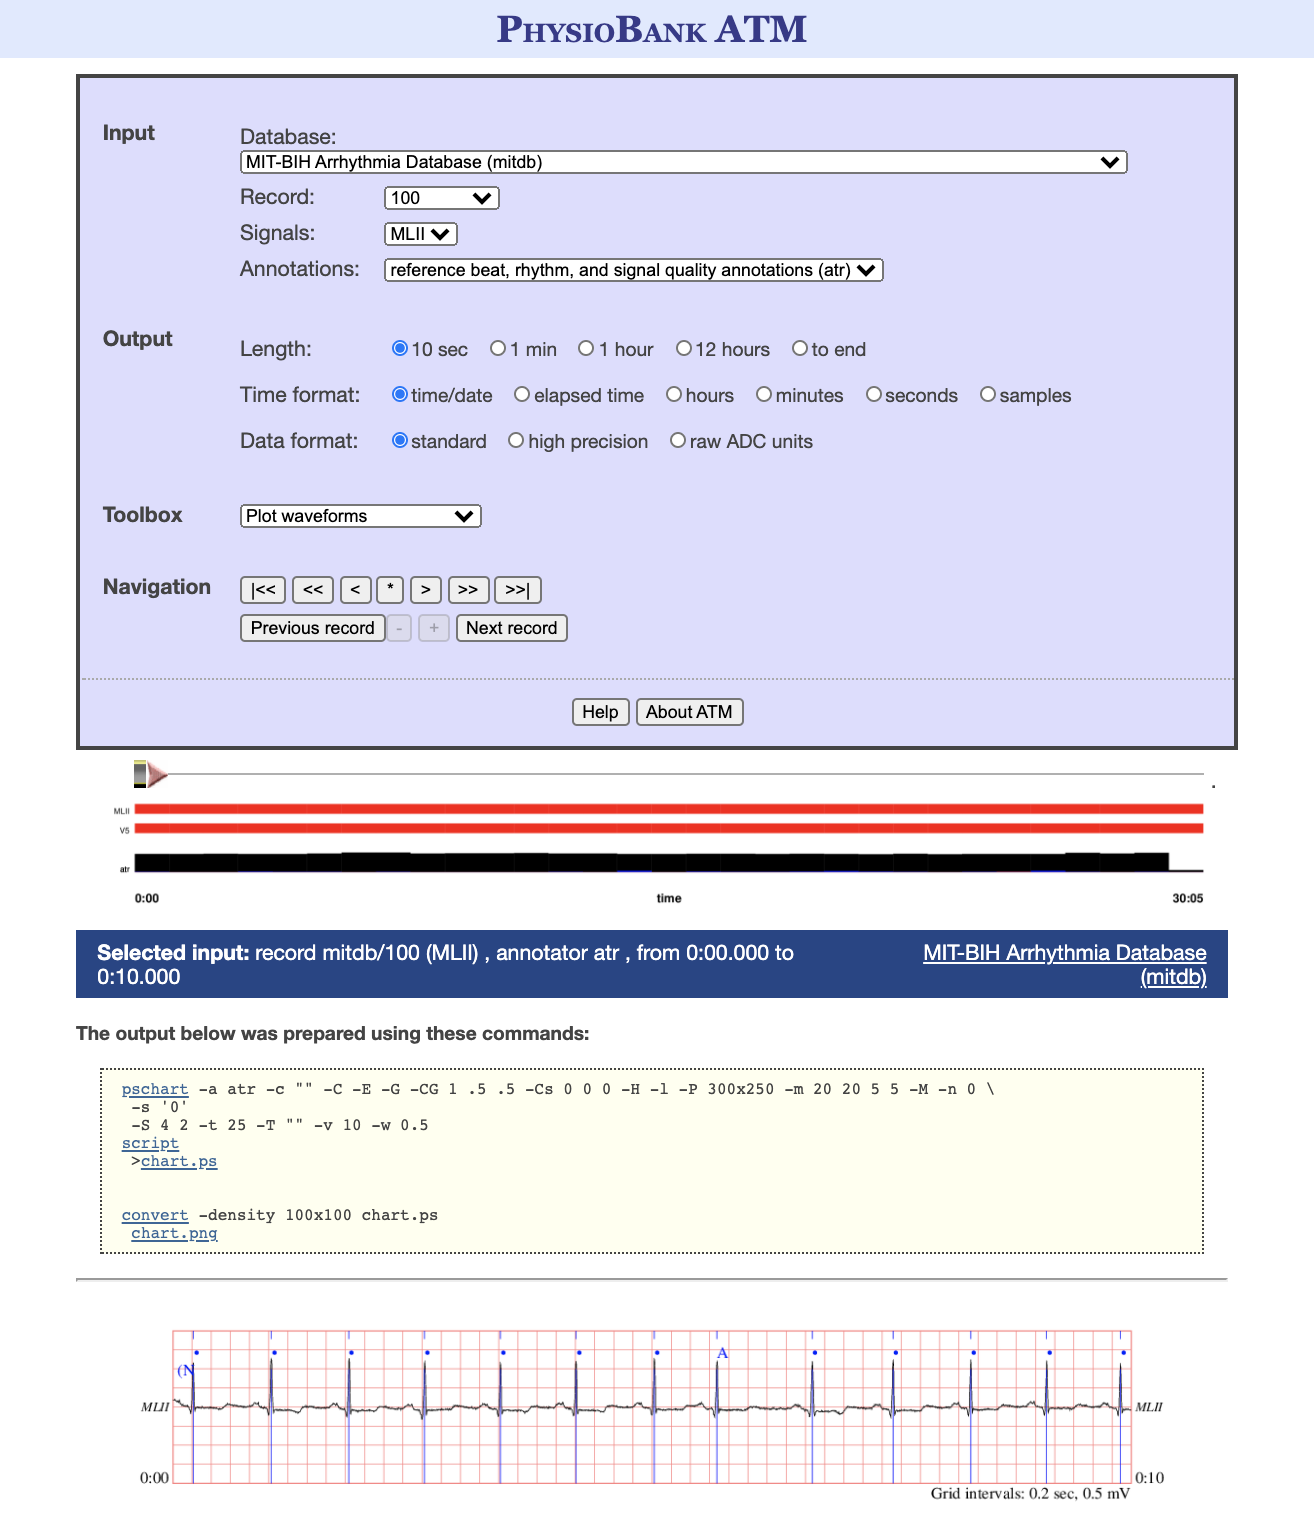 PhysioBank ATM
Input
Database:
MIT-BIH Arrhythmia Database (mitdb)
Record: 100
Signals: MLII
Annotations: reference beat, rhythm, and signal quality annotations (atr)
Output
Length: 10 sec 1 min 1 hour 12 hours to end
Time format: time/date elapsed time hours minutes seconds samples
Data format: standard high precision raw ADC units
Toolbox Plot waveforms
Navigation |<< << < * > >> >>|
Previous record - + Next record
Help About ATM
.
MLII
V5
atr
0:00 time 30:05
Selected input: record mitdb/100 (MLII) , annotator atr , from 0:00.000 to
0:10.000
MIT-BIH Arrhythmia Database
(mitdb)
The output below was prepared using these commands:
pschart -a atr -c "" -C -E -G -CG 1 .5 .5 -Cs 0 0 0 -H -l -P 300x250 -m 20 20 5 5 -M -n 0 \
-s '0'
-S 4 2 -t 25 -T "" -v 10 -w 0.5
script
>chart.ps
convert -density 100x100 chart.ps
chart.png
A
(N
MLII MLII
0:00 0:10
Grid intervals: 0.2 sec, 0.5 mV